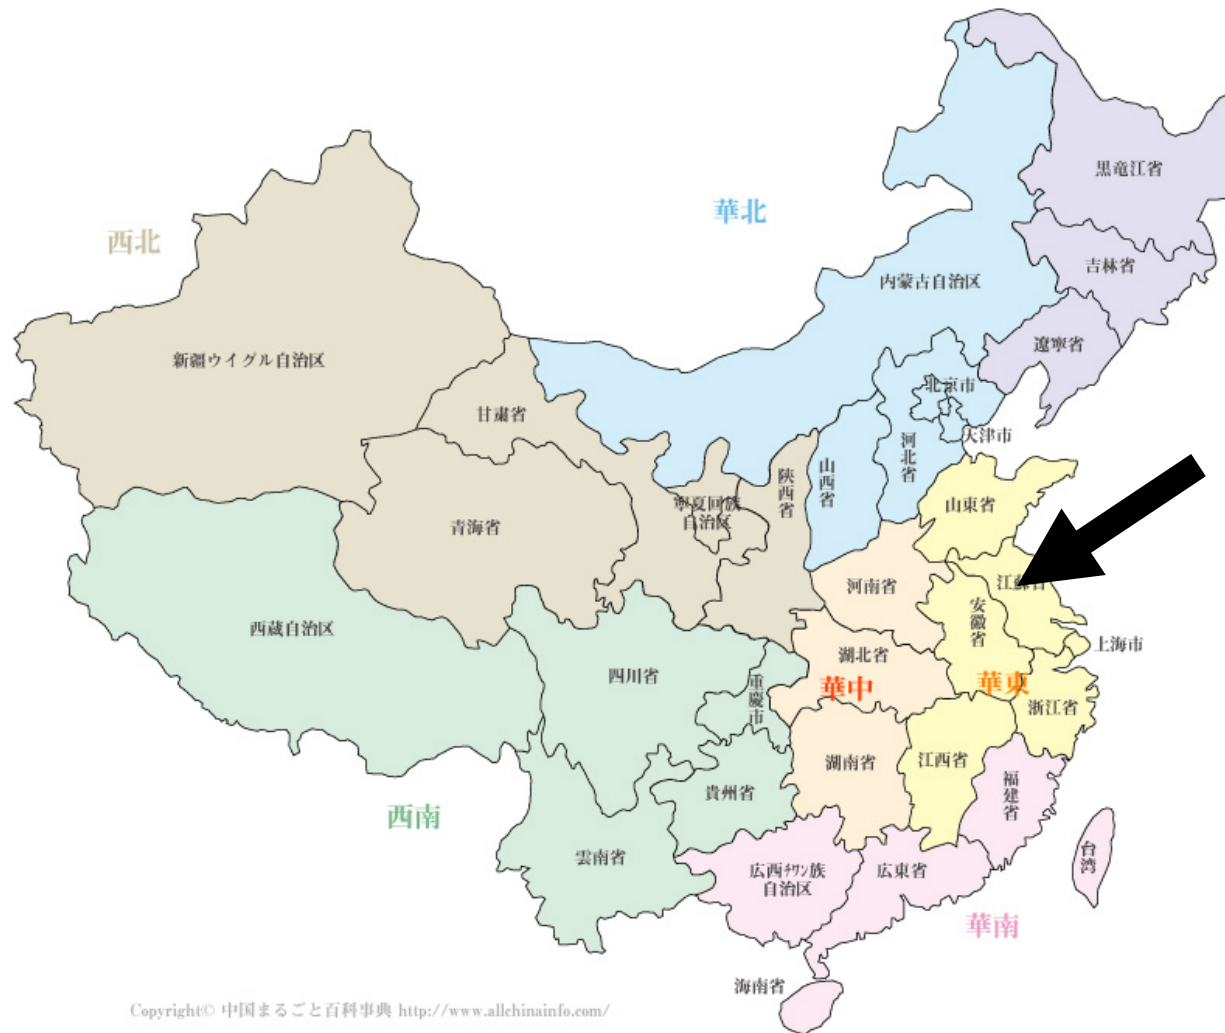 黒竜江省
華北
西北
吉林省
内蒙古自治区
遼寧省
新疆ウイグル自治区
北京市
甘粛省
天津市
河北省
山西省
陝西省
寧夏回族
自治区
山東省
青海省
河南省
江蘇省
安徽省
西蔵自治区
上海市
湖北省
四川省
重慶市
華中
華東
浙江省
湖南省
江西省
福建省
貴州省
西南
雲南省
台湾
広西ﾁﾜﾝ族
自治区
広東省
華南
海南省
Copyright© 中国まるごと百科事典 http://www.allchinainfo.com/